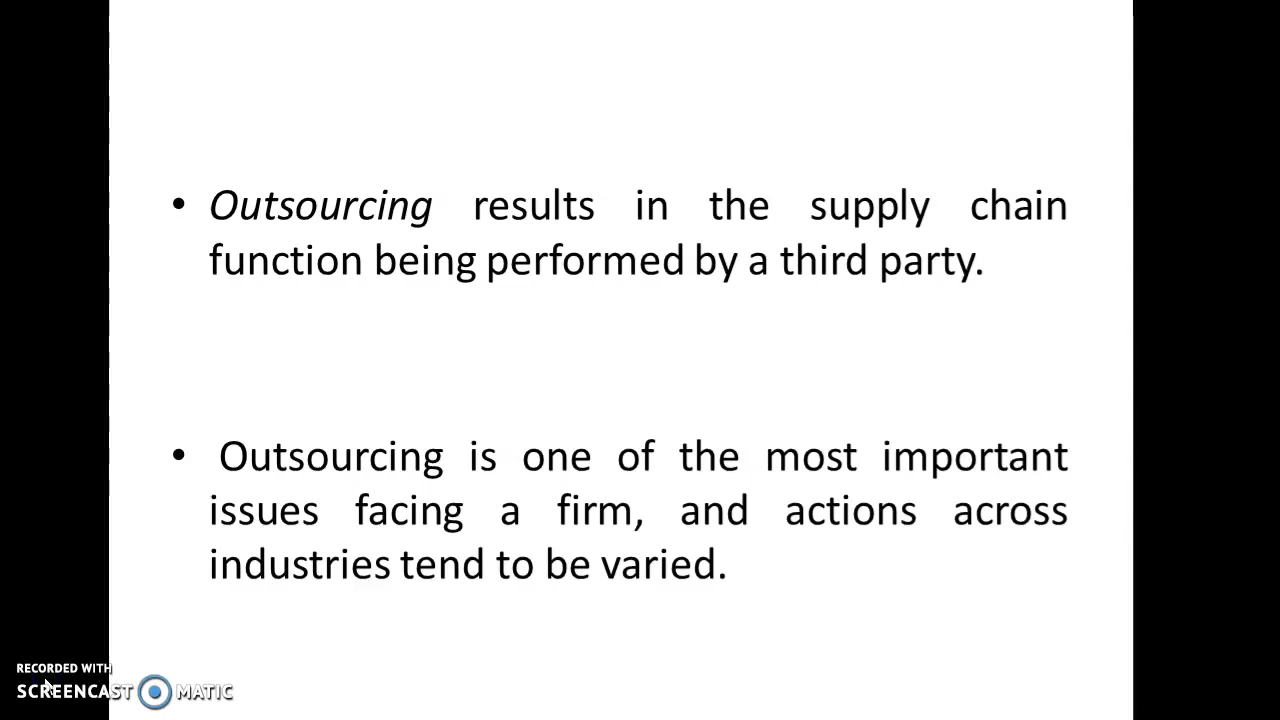 • Outsourcing results in the supply chain
function being performed by a third party.
• Outsourcing is one of the most important
issues facing a firm, and actions across
industries tend to be varied.
RECORDED WITH
SCREENCAST MATIC